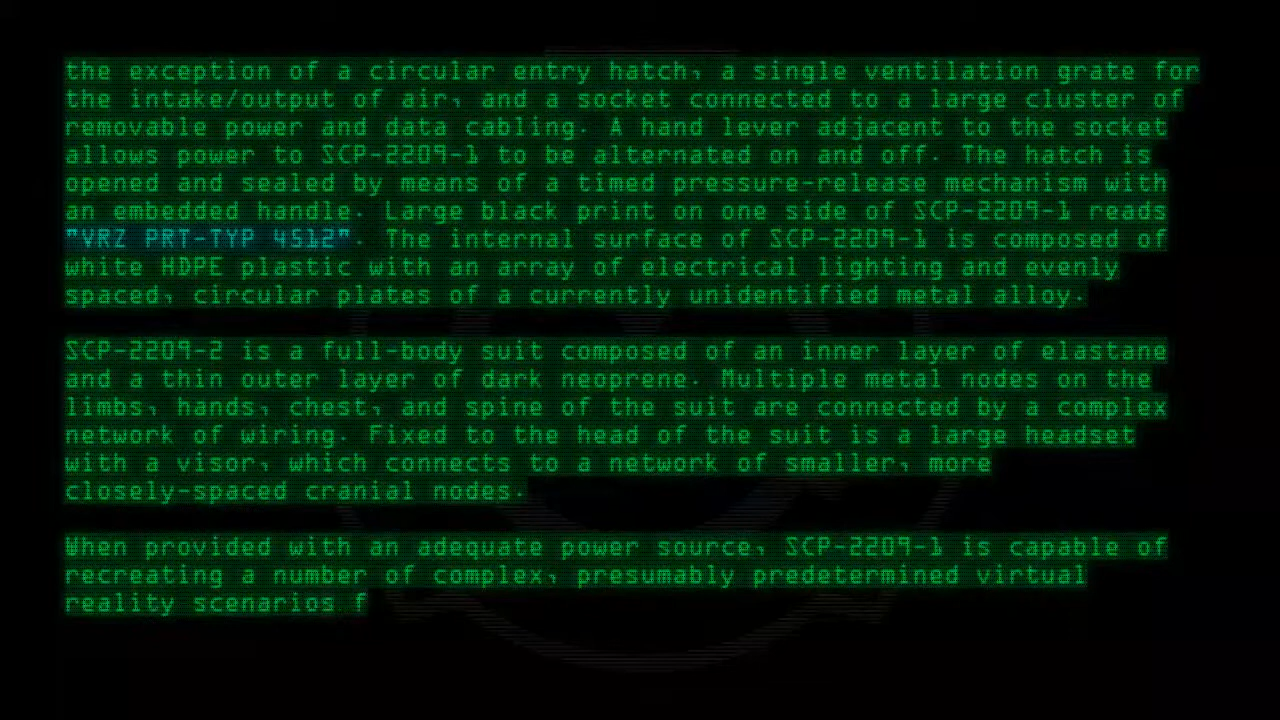 the exception of a circular entry hatch, a single ventilation grate for
the intake/output of air, and a socket connected to a large cluster of
removable power and data cabling. A hand lever adjacent to the socket
allows power to SCP-2209-1 to be alternated on and off. The hatch is
opened and sealed by means of a timed pressure-release mechanism with
an embedded handle. Large black print on one side of SCP-2209-1 reads
"VRZ PRT-TYP 4512". The internal surface of SCP-2209-1 is composed of
white HDPE plastic with an array of electrical lighting and evenly
spaced, circular plates of a currently unidentified metal alloy.
SCP-2209-2 is a full-body suit composed of an inner layer of elastane
and a thin outer layer of dark neoprene. Multiple metal nodes on the
limbs, hands, chest, and spine of the suit are connected by a complex
network of wiring. Fixed to the head of the suit is a large headset
with a visor, which connects to a network of smaller, more
closely-spaced cranial nodes.
When provided with an adequate power source, SCP-2209-1 is capable of
recreating a number of complex, presumably predetermined virtual
reality scenarios f